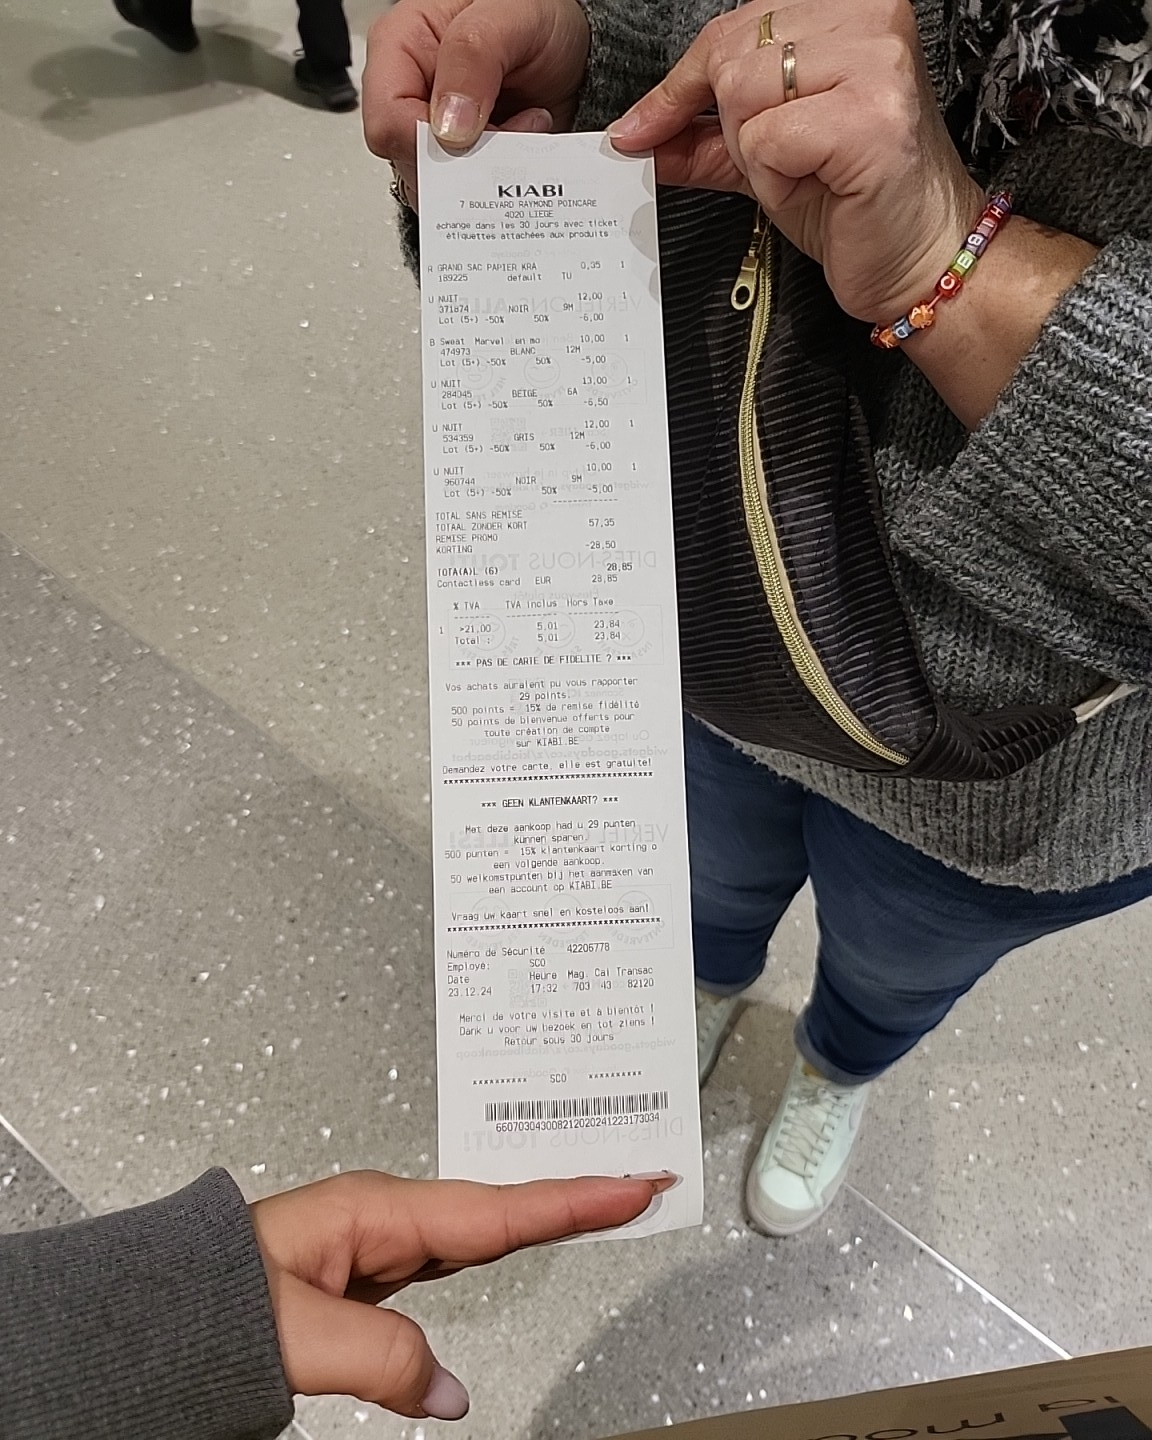 KIABI
7 BOULEVARD RAYMOND POINCARE
4020 LIEGE
échange dans les 30 jours avec ticket
étiquettes attachées aux produits
R GRAND SAC PAPIER KRA 0,35 1
189225 default TU
U NUIT 12,00 1
371874 NOIR 9M
Lot (5+) -50% 50% -6,00
B Sweat Marvel en mo 10,00 1
474973 BLANC 12M
Lot (5+) -50% 50% -5,00
U NUIT 13,00 1
284045 BEIGE 6A
Lot (5+) -50% 50% -6,50
U NUIT 12,00 1
534359 GRIS 12M
Lot (5+) -50% 50% -6,00
U NUIT 10,00 1
960744 NOIR 9M
Lot (5+) -50% 50% -5,00
TOTAL SANS REMISE
TOTAAL ZONDER KORT 57,35
REMISE PROMO
KORTING -28,50
TOTA(A)L (6) 28,85
Contactless card EUR 28,85
% TVA TVA inclus Hors Taxe
1 >21,00 5,01 23,84
Total : 5,01 23,84
*** PAS DE CARTE DE FIDELITE ? ***
Vos achats auraient pu vous rapporter
29 points.
500 points = 15% de remise fidélité
50 points de bienvenue offerts pour
toute création de compte
sur KIABI.BE
Demandez votre carte, elle est gratuite!
*** GEEN KLANTENKAART? ***
Met deze aankoop had u 29 punten
kunnen sparen.
500 punten = 15% klantenkaart korting o
een volgende aankoop.
50 welkomstpunten bij het aanmaken van
een account op KIABI.BE
Vraag uw kaart snel en kosteloos aan!
Numéro de Sécurité 42206778
Employe: SCO
Date Heure Mag. Cai Transac
23.12.24 17:32 703 43 82120
Merci de votre visite et à bientôt !
Dank u voor uw bezoek en tot ziens !
Retour sous 30 jours
********** SCO **********
66070304300821202024122317​3034
la mod